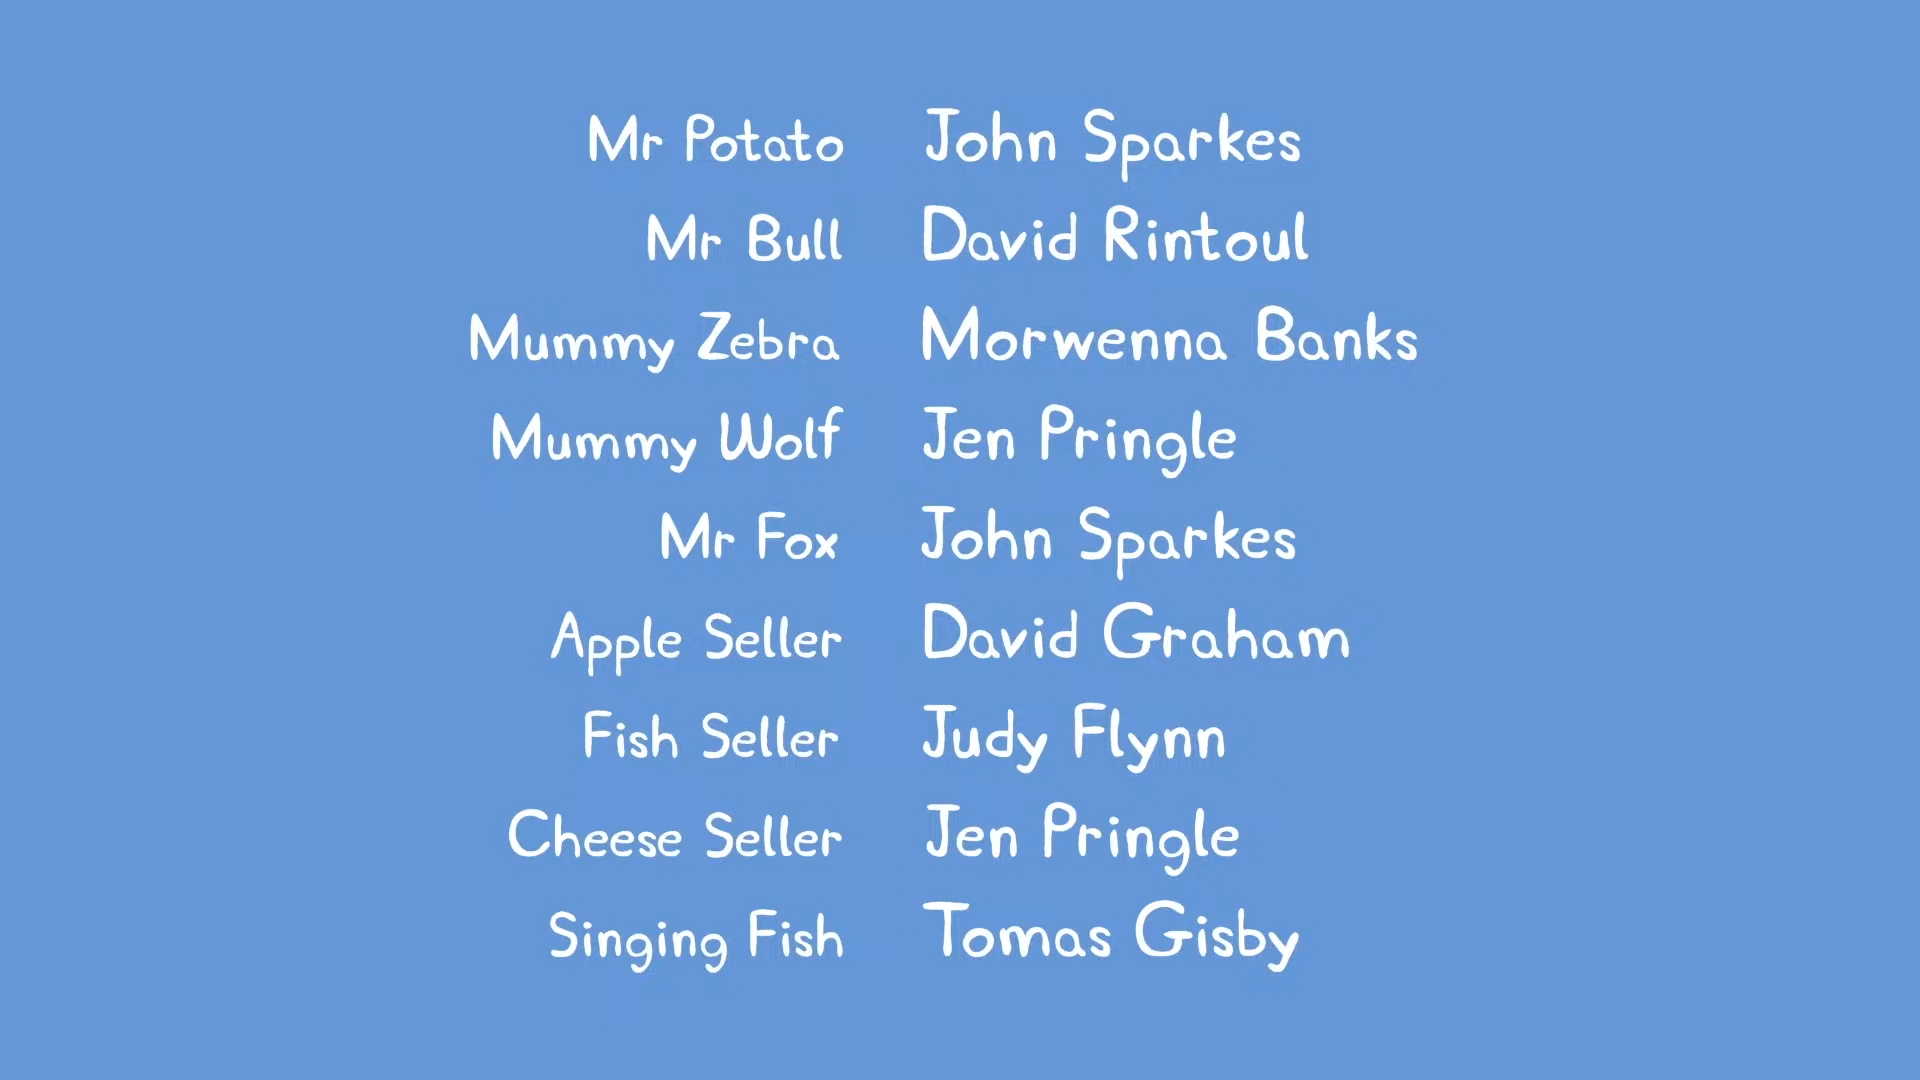 Mr Potato John Sparkes
Mr Bull David Rintoul
Mummy Zebra Morwenna Banks
Mummy Wolf Jen Pringle
Mr Fox John Sparkes
Apple Seller David Graham
Fish Seller Judy Flynn
Cheese Seller Jen Pringle
Singing Fish Tomas Gisby